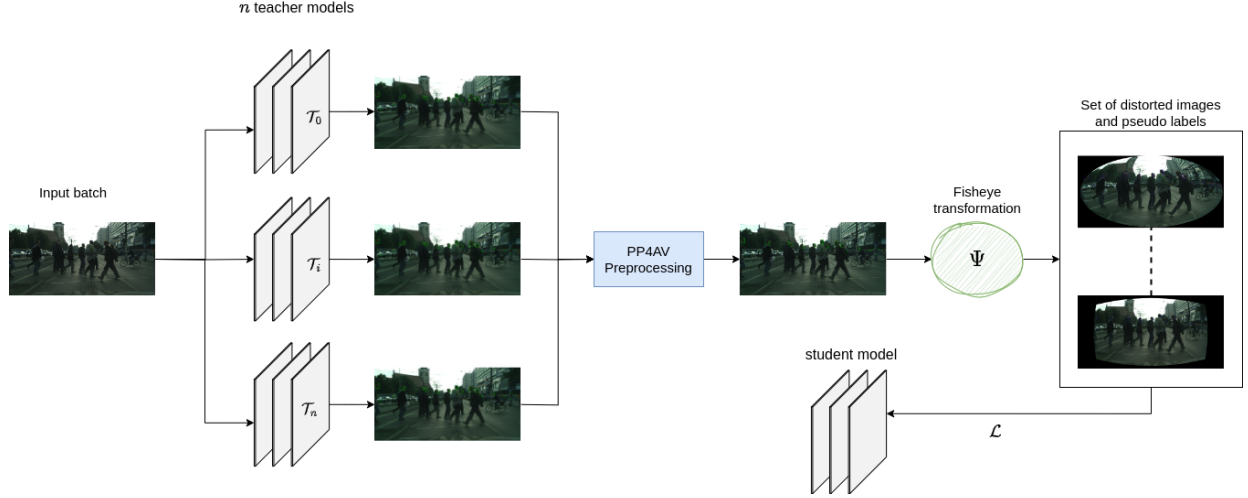 n teacher models
𝒯₀
Input batch
𝒯ᵢ
𝒯ₙ
PP4AV
Preprocessing
Fisheye
transformation
Ψ
Set of distorted images
and pseudo labels
student model
ℒ